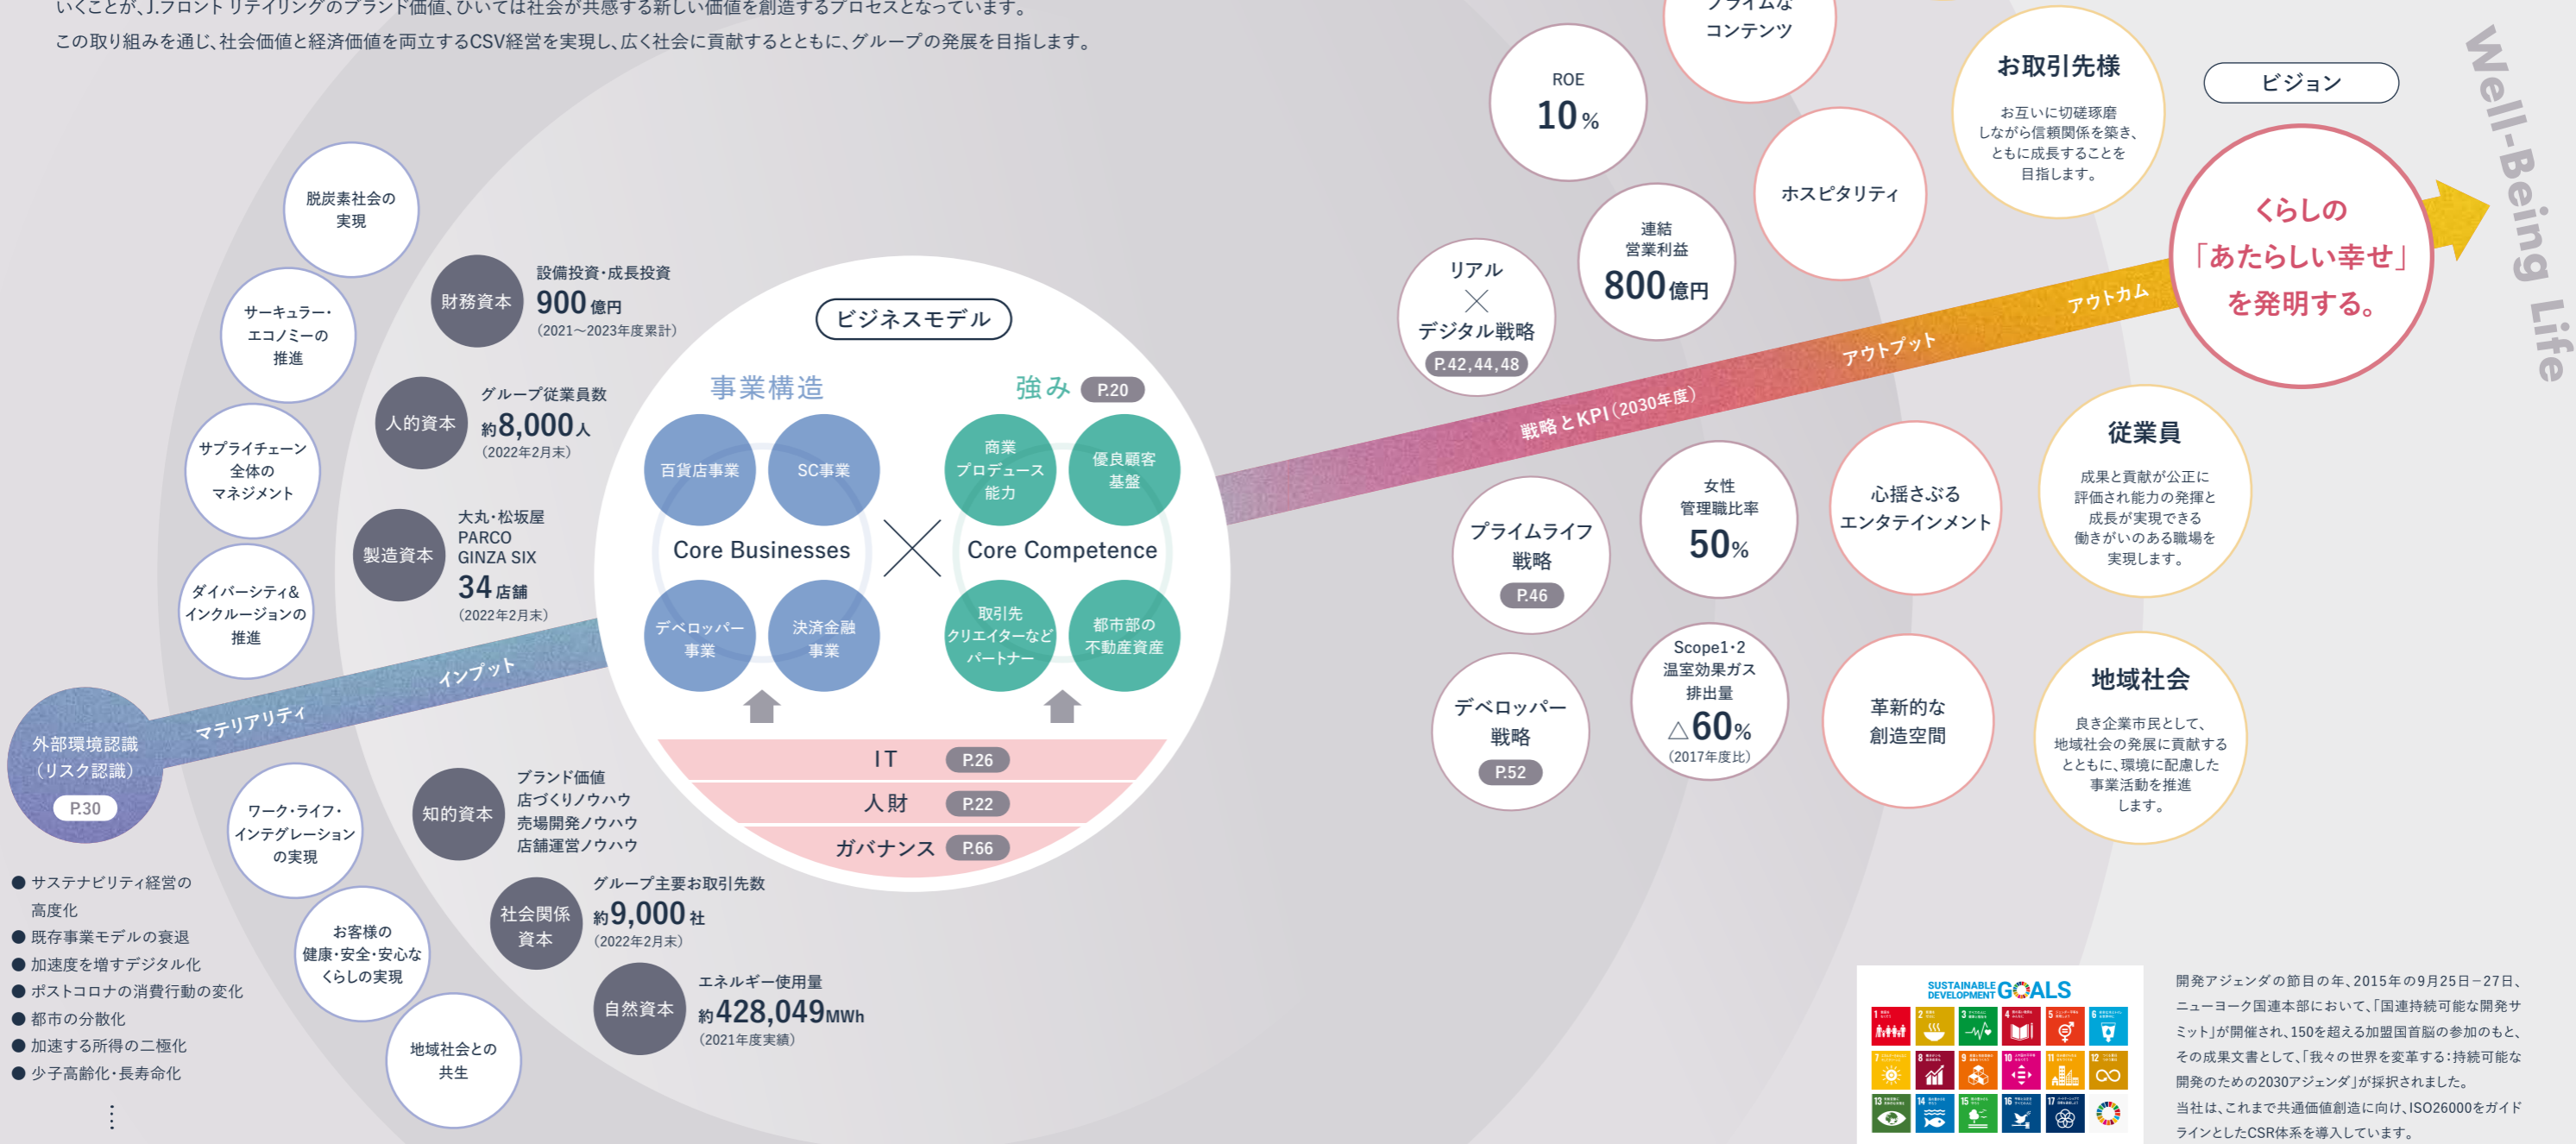 いくことが、J.フロント リテイリングのブランド価値、ひいては社会が共感する新しい価値を創造するプロセスとなっています。
この取り組みを通じ、社会価値と経済価値を両立するCSV経営を実現し、広く社会に貢献するとともに、グループの発展を目指します。
外部環境認識
（リスク認識）
P.30
● サステナビリティ経営の
高度化
● 既存事業モデルの衰退
● 加速度を増すデジタル化
● ポストコロナの消費行動の変化
● 都市の分散化
● 加速する所得の二極化
● 少子高齢化・長寿命化
⋮
マテリアリティ
脱炭素社会の
実現
サーキュラー・
エコノミーの
推進
サプライチェーン
全体の
マネジメント
ダイバーシティ&
インクルージョンの
推進
ワーク・ライフ・
インテグレーション
の実現
お客様の
健康・安全・安心な
くらしの実現
地域社会との
共生
インプット
財務資本
設備投資・成長投資
900億円
（2021～2023年度累計）
人的資本
グループ従業員数
約8,000人
（2022年2月末）
製造資本
大丸・松坂屋
PARCO
GINZA SIX
34店舗
（2022年2月末）
知的資本
ブランド価値
店づくりノウハウ
売場開発ノウハウ
店舗運営ノウハウ
社会関係
資本
グループ主要お取引先数
約9,000社
（2022年2月末）
自然資本
エネルギー使用量
約428,049MWh
（2021年度実績）
ビジネスモデル
事業構造
百貨店事業
SC事業
Core Businesses
デベロッパー
事業
決済金融
事業
強み P.20
商業
プロデュース
能力
優良顧客
基盤
Core Competence
取引先
クリエイターなど
パートナー
都市部の
不動産資産
IT P.26
人財 P.22
ガバナンス P.66
戦略とKPI（2030年度）
リアル
×
デジタル戦略
P.42,44,48
プライムライフ
戦略
P.46
デベロッパー
戦略
P.52
ROE
10%
連結
営業利益
800億円
女性
管理職比率
50%
Scope1・2
温室効果ガス
排出量
△60%
（2017年度比）
アウトプット
プライムな
コンテンツ
ホスピタリティ
心揺さぶる
エンタテインメント
革新的な
創造空間
アウトカム
お取引先様
お互いに切磋琢磨
しながら信頼関係を築き、
ともに成長することを
目指します。
従業員
成果と貢献が公正に
評価され能力の発揮と
成長が実現できる
働きがいのある職場を
実現します。
地域社会
良き企業市民として、
地域社会の発展に貢献する
とともに、環境に配慮した
事業活動を推進
します。
ビジョン
くらしの
「あたらしい幸せ」
を発明する。
Well-Being Life
SUSTAINABLE
DEVELOPMENT GOALS
1
2
3
4
5
6
7
8
9
10
11
12
13
14
15
16
17
開発アジェンダの節目の年、2015年の9月25日－27日、
ニューヨーク国連本部において、「国連持続可能な開発サ
ミット」が開催され、150を超える加盟国首脳の参加のもと、
その成果文書として、「我々の世界を変革する：持続可能な
開発のための2030アジェンダ」が採択されました。
当社は、これまで共通価値創造に向け、ISO26000をガイド
ラインとしたCSR体系を導入しています。